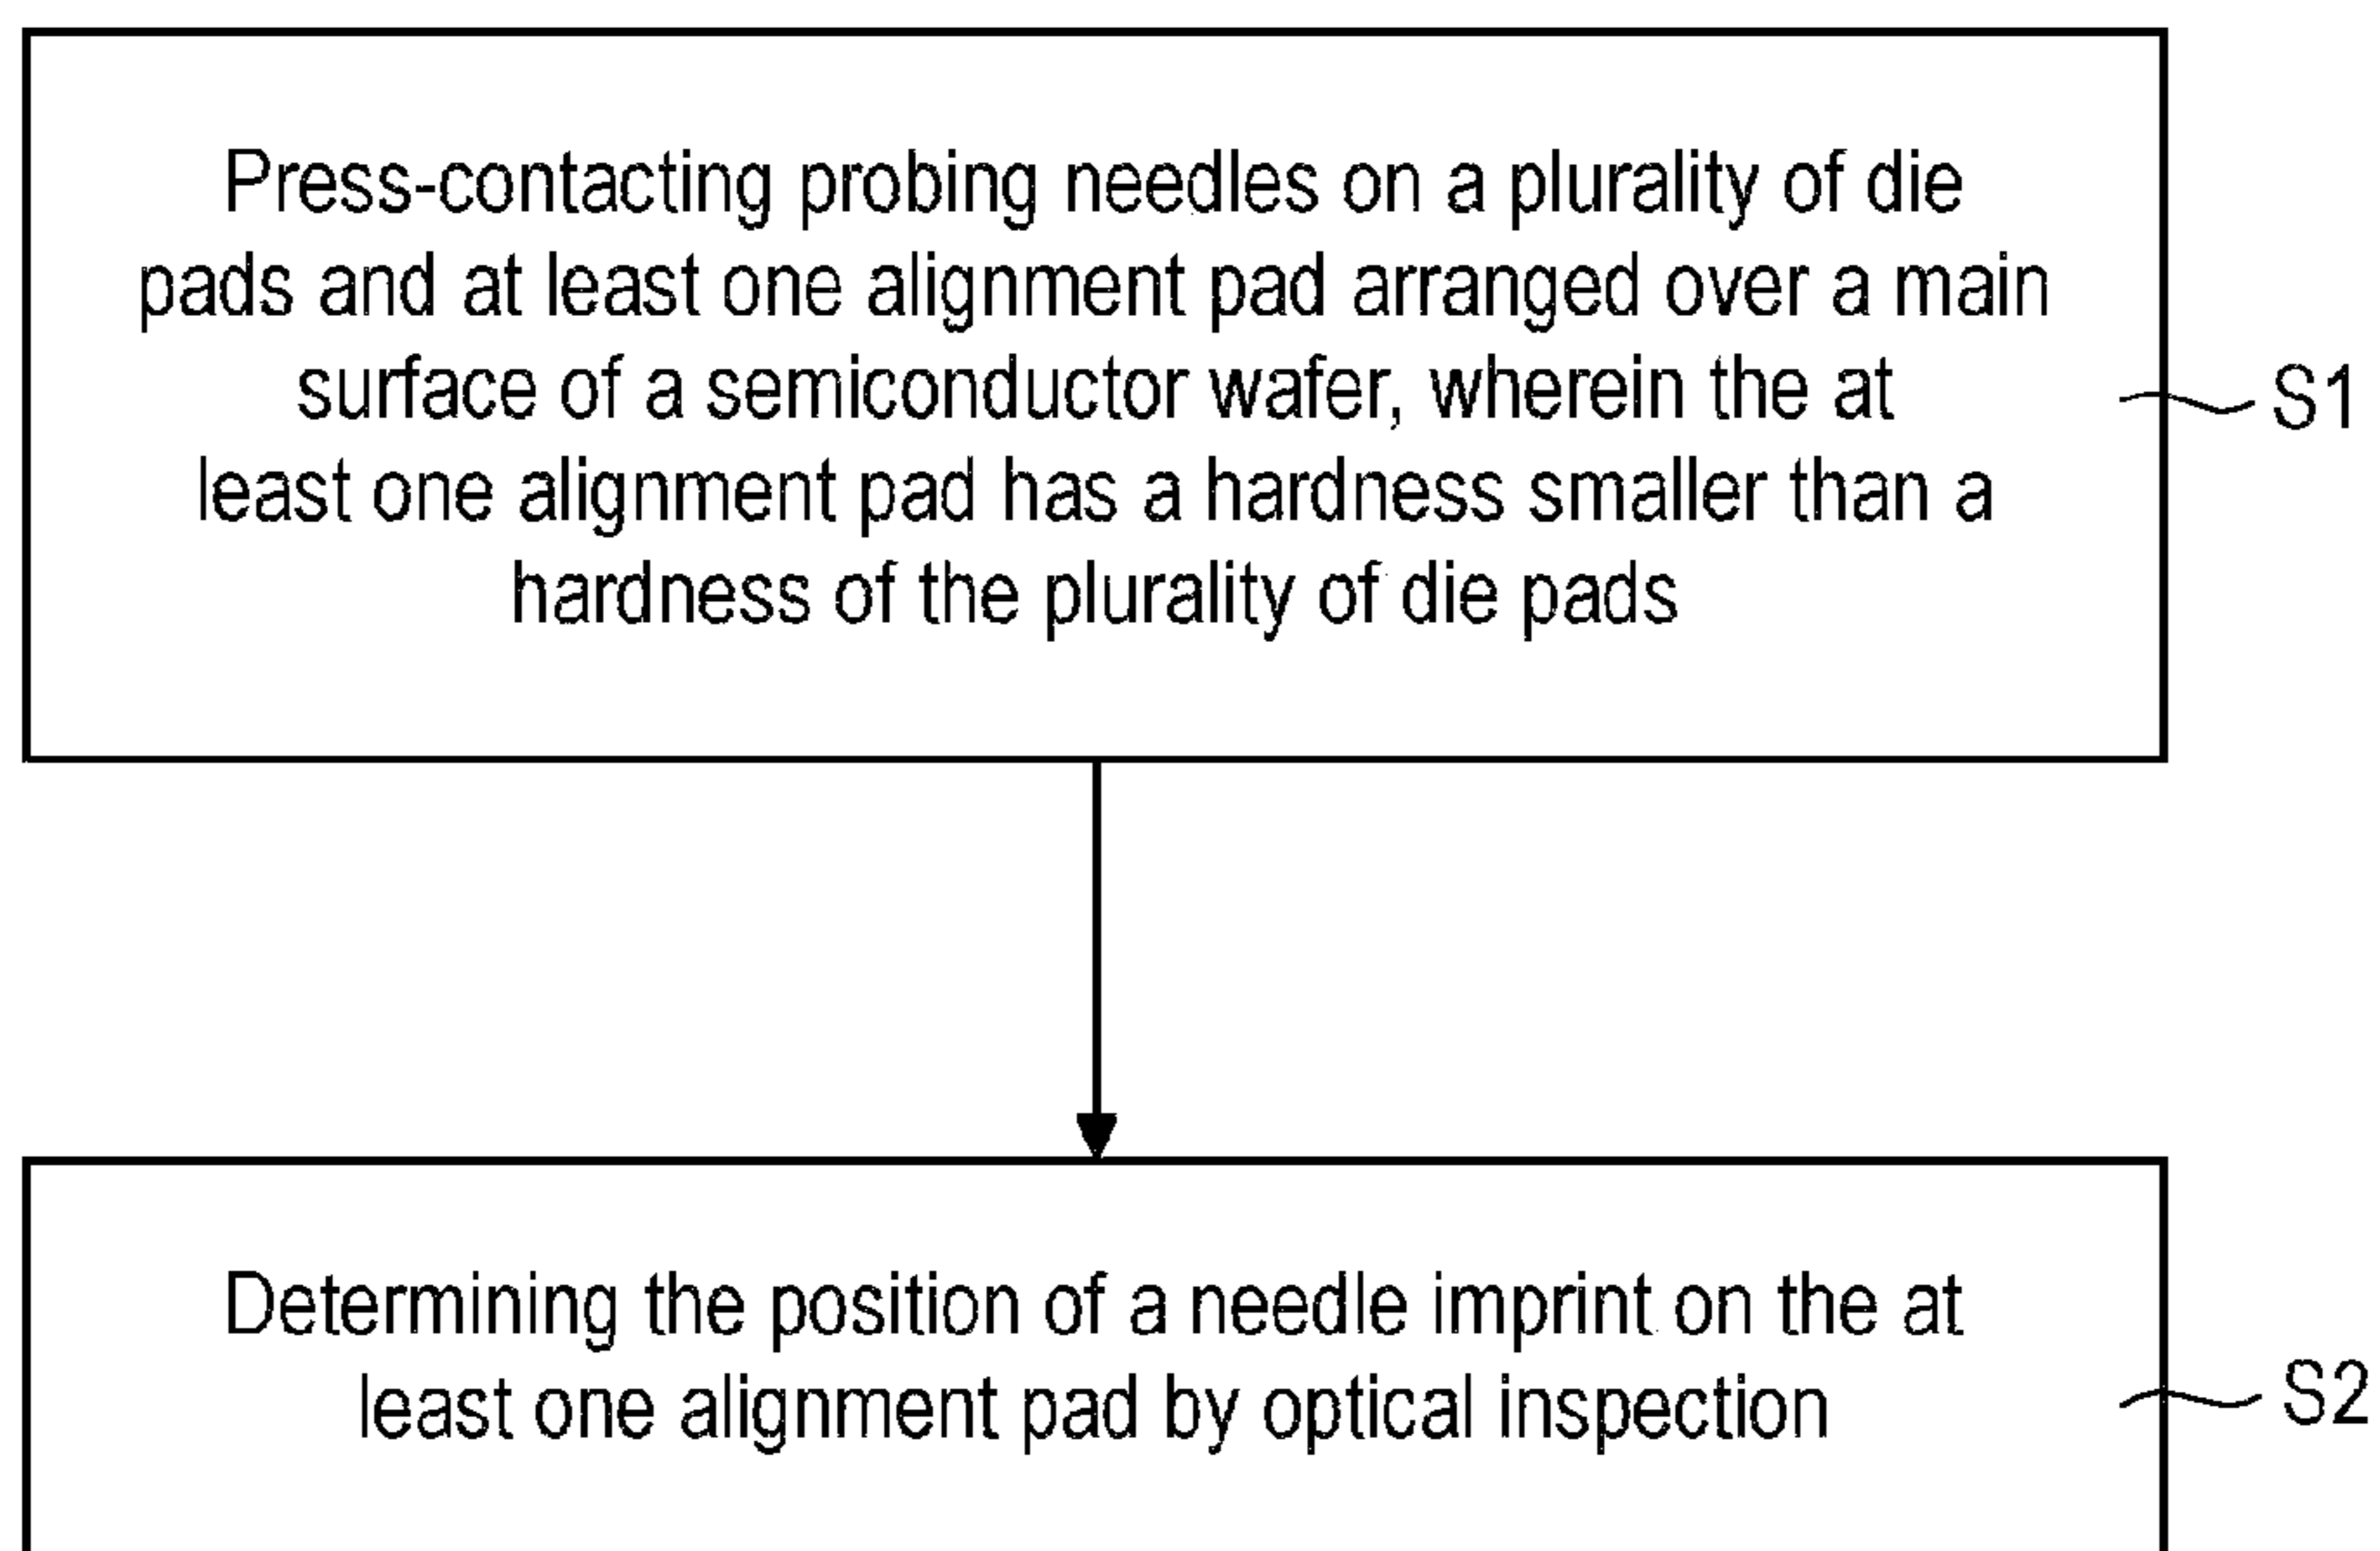 Press-contacting probing needles on a plurality of die
pads and at least one alignment pad arranged over a main
surface of a semiconductor wafer, wherein the at
least one alignment pad has a hardness smaller than a
hardness of the plurality of die pads
S1
Determining the position of a needle imprint on the at
least one alignment pad by optical inspection
S2